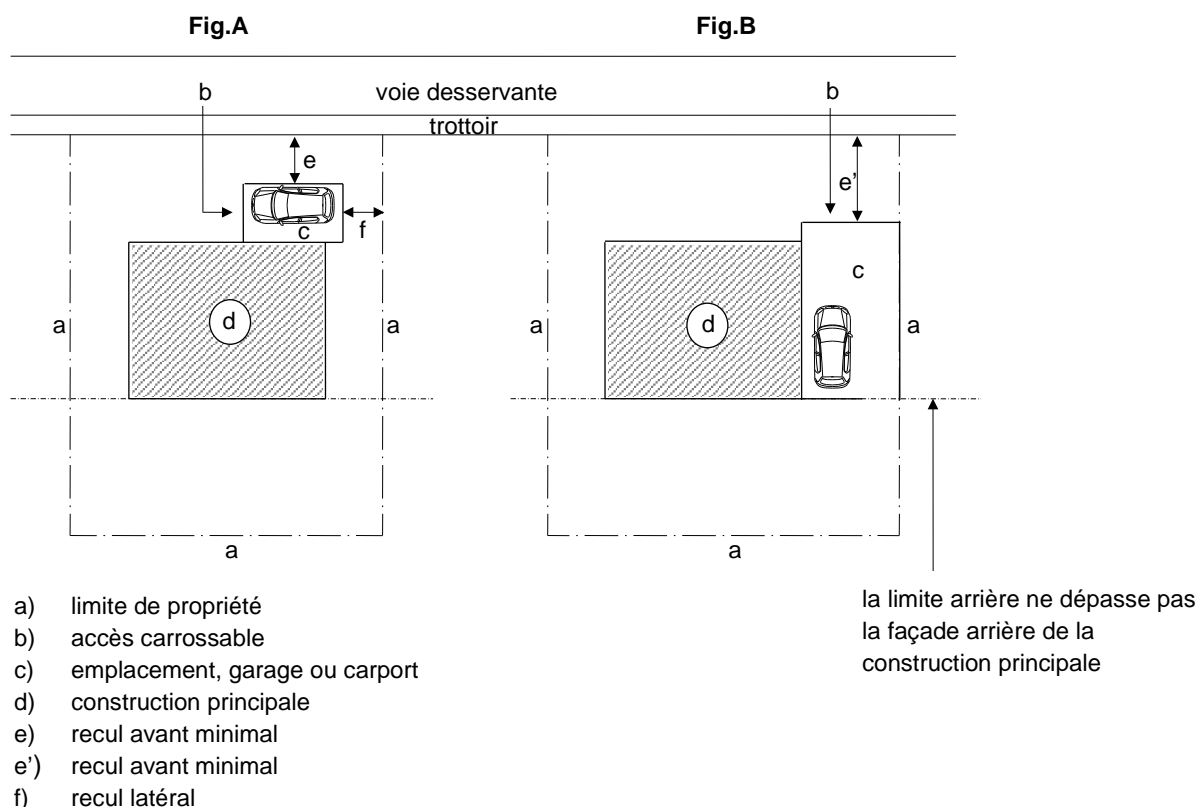 Fig.A
Fig.B
b
voie desservante
b
trottoir
e
e’
c
f
c
a
d
a
a
d
a
a
a
a) limite de propriété
b) accès carrossable
c) emplacement, garage ou carport
d) construction principale
e) recul avant minimal
e’) recul avant minimal
f) recul latéral
la limite arrière ne dépasse pas
la façade arrière de la
construction principale